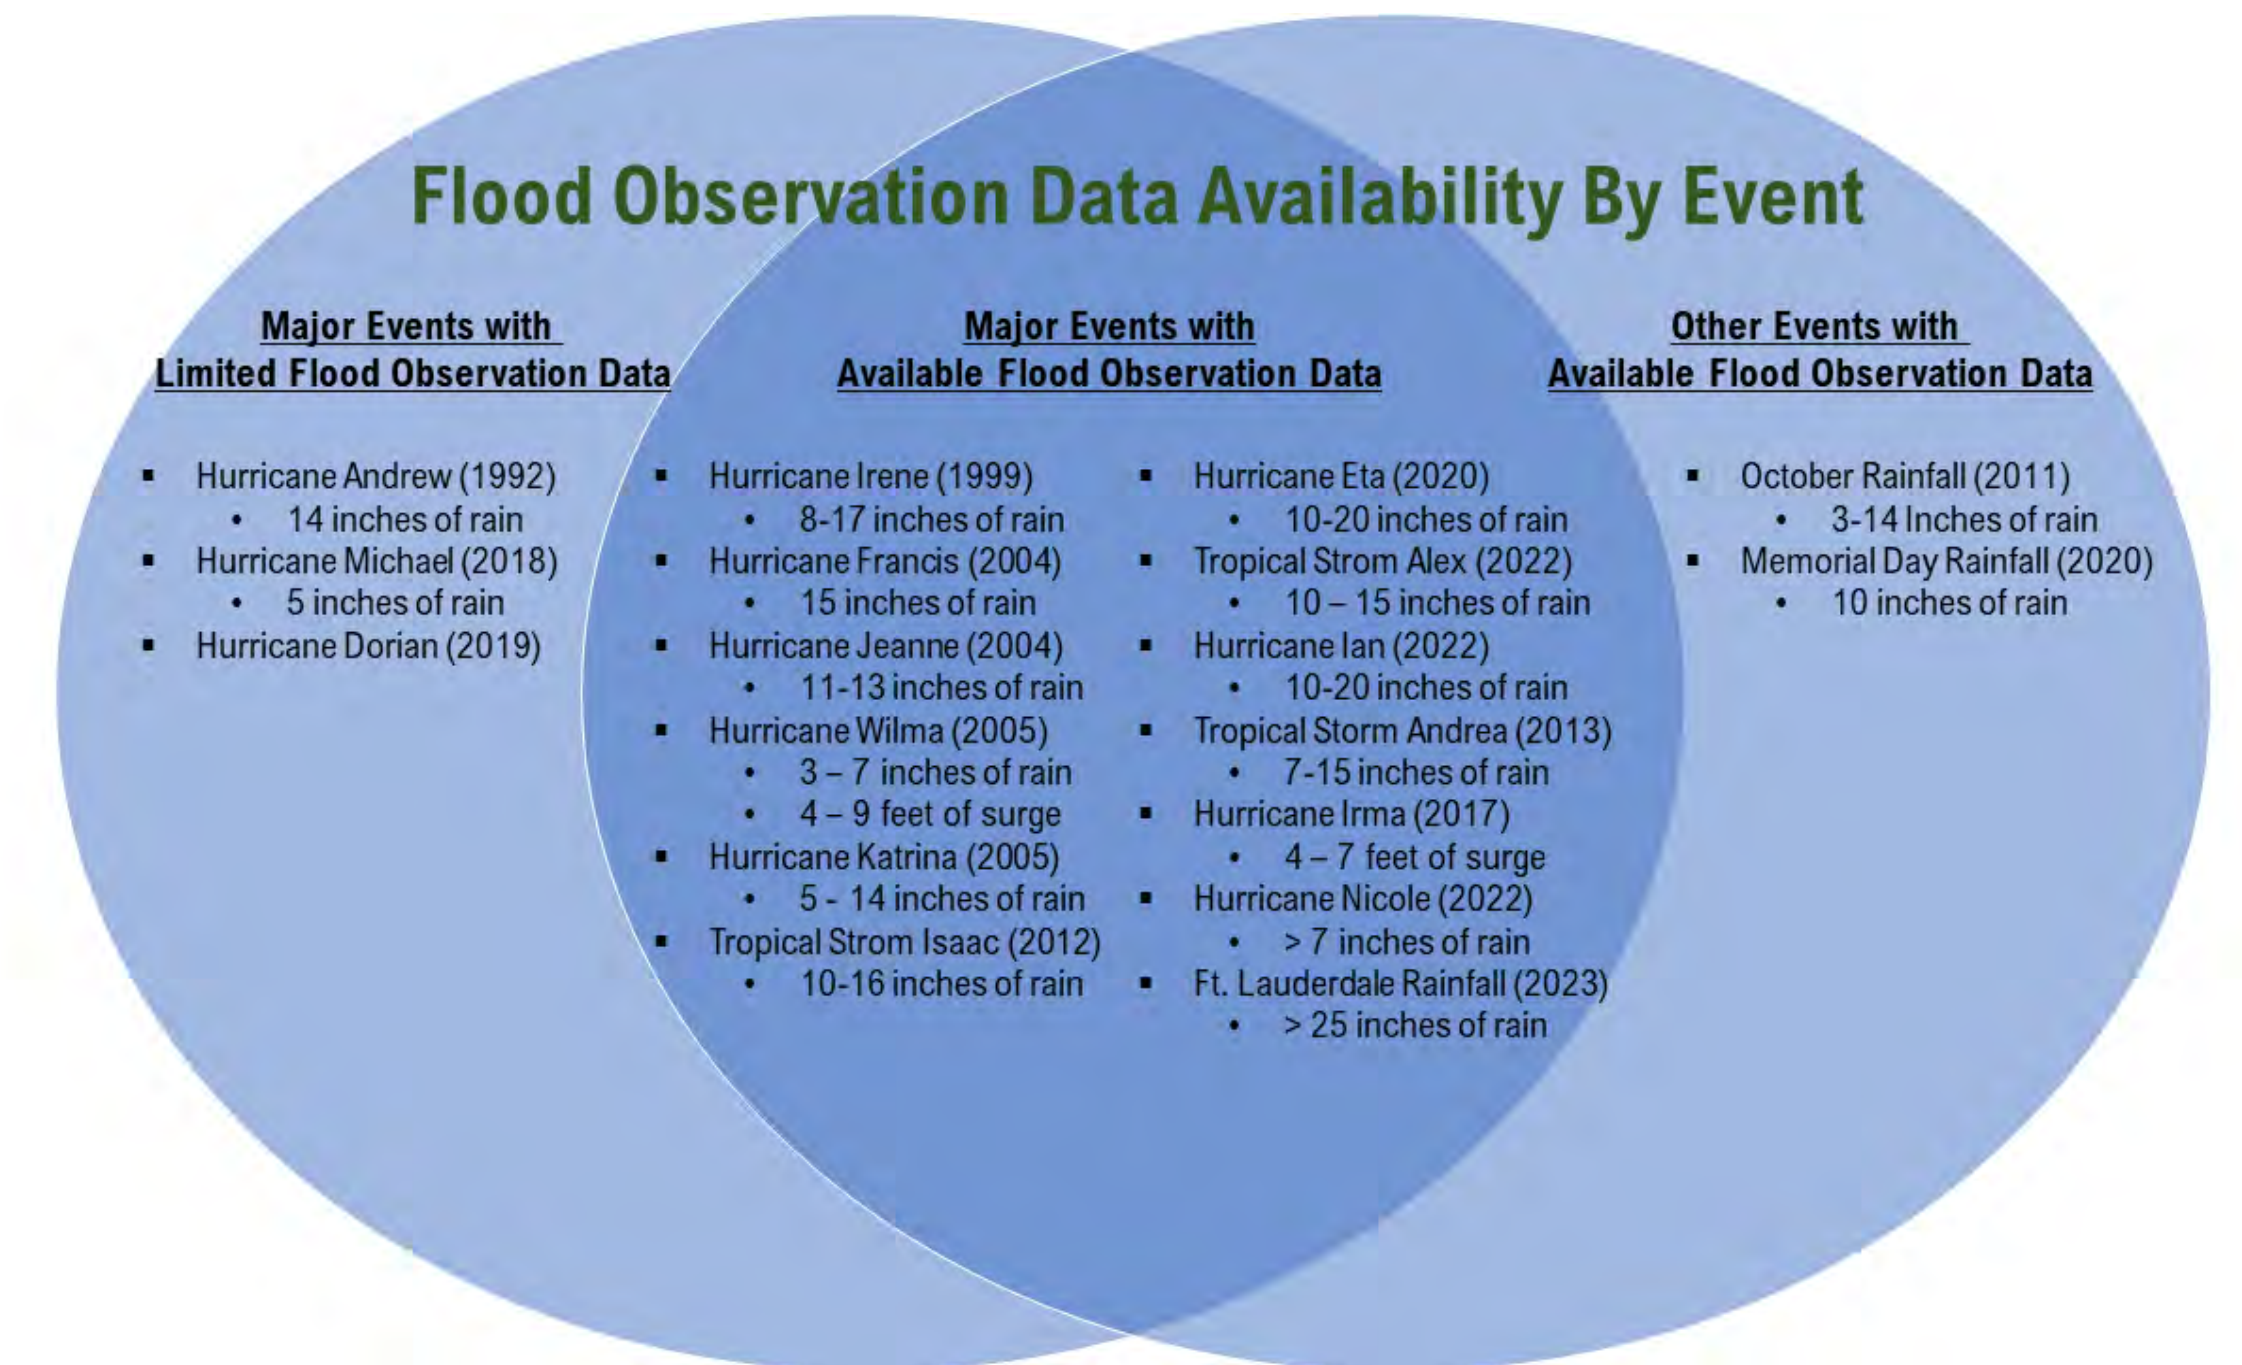 Flood Observation Data Availability By Event
Major Events with
Limited Flood Observation Data
▪ Hurricane Andrew (1992)
• 14 inches of rain
▪ Hurricane Michael (2018)
• 5 inches of rain
▪ Hurricane Dorian (2019)
Major Events with
Available Flood Observation Data
▪ Hurricane Irene (1999)
• 8-17 inches of rain
▪ Hurricane Francis (2004)
• 15 inches of rain
▪ Hurricane Jeanne (2004)
• 11-13 inches of rain
▪ Hurricane Wilma (2005)
• 3 – 7 inches of rain
• 4 – 9 feet of surge
▪ Hurricane Katrina (2005)
• 5 - 14 inches of rain
▪ Tropical Strom Isaac (2012)
• 10-16 inches of rain
▪ Hurricane Eta (2020)
• 10-20 inches of rain
▪ Tropical Strom Alex (2022)
• 10 – 15 inches of rain
▪ Hurricane Ian (2022)
• 10-20 inches of rain
▪ Tropical Storm Andrea (2013)
• 7-15 inches of rain
▪ Hurricane Irma (2017)
• 4 – 7 feet of surge
▪ Hurricane Nicole (2022)
• > 7 inches of rain
▪ Ft. Lauderdale Rainfall (2023)
• > 25 inches of rain
Other Events with
Available Flood Observation Data
▪ October Rainfall (2011)
• 3-14 Inches of rain
▪ Memorial Day Rainfall (2020)
• 10 inches of rain